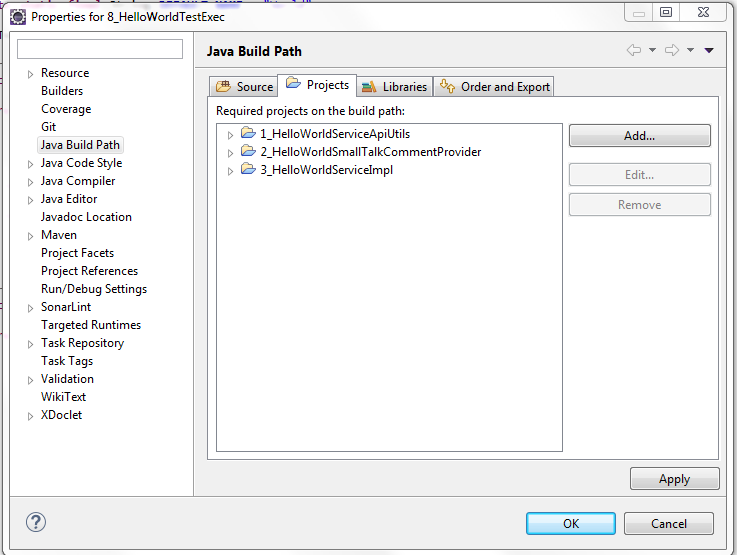 Properties for 8_HelloWorldTestExec
Resource
Builders
Coverage
Git
Java Build Path
Java Code Style
Java Compiler
Java Editor
Javadoc Location
Maven
Project Facets
Project References
Run/Debug Settings
SonarLint
Targeted Runtimes
Task Repository
Task Tags
Validation
WikiText
XDoclet
Java Build Path
Source Projects Libraries Order and Export
Required projects on the build path:
1_HelloWorldServiceApiUtils
2_HelloWorldSmallTalkCommentProvider
3_HelloWorldServiceImpl
Add...
Edit...
Remove
Apply
? OK Cancel